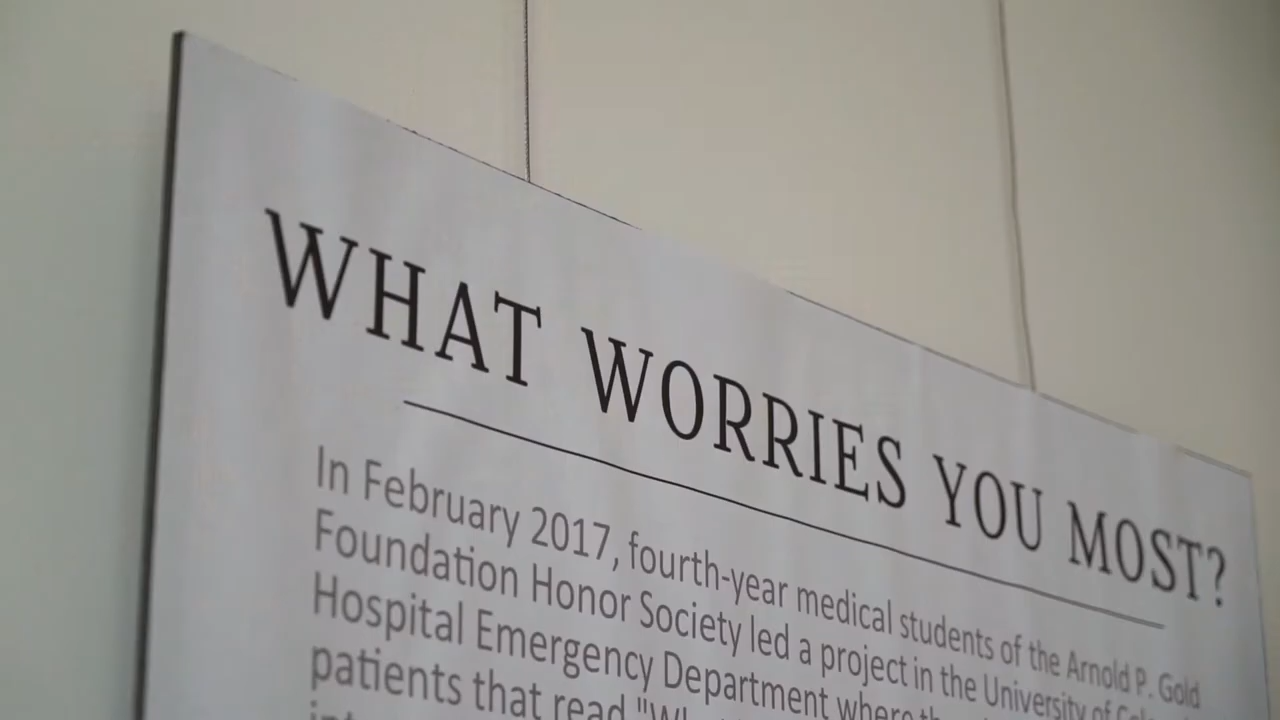 WHAT WORRIES YOU MOST?
In February 2017, fourth-year medical students of the Arnold P. Gold
Foundation Honor Society led a project in the University of
Hospital Emergency Department where
patients that read